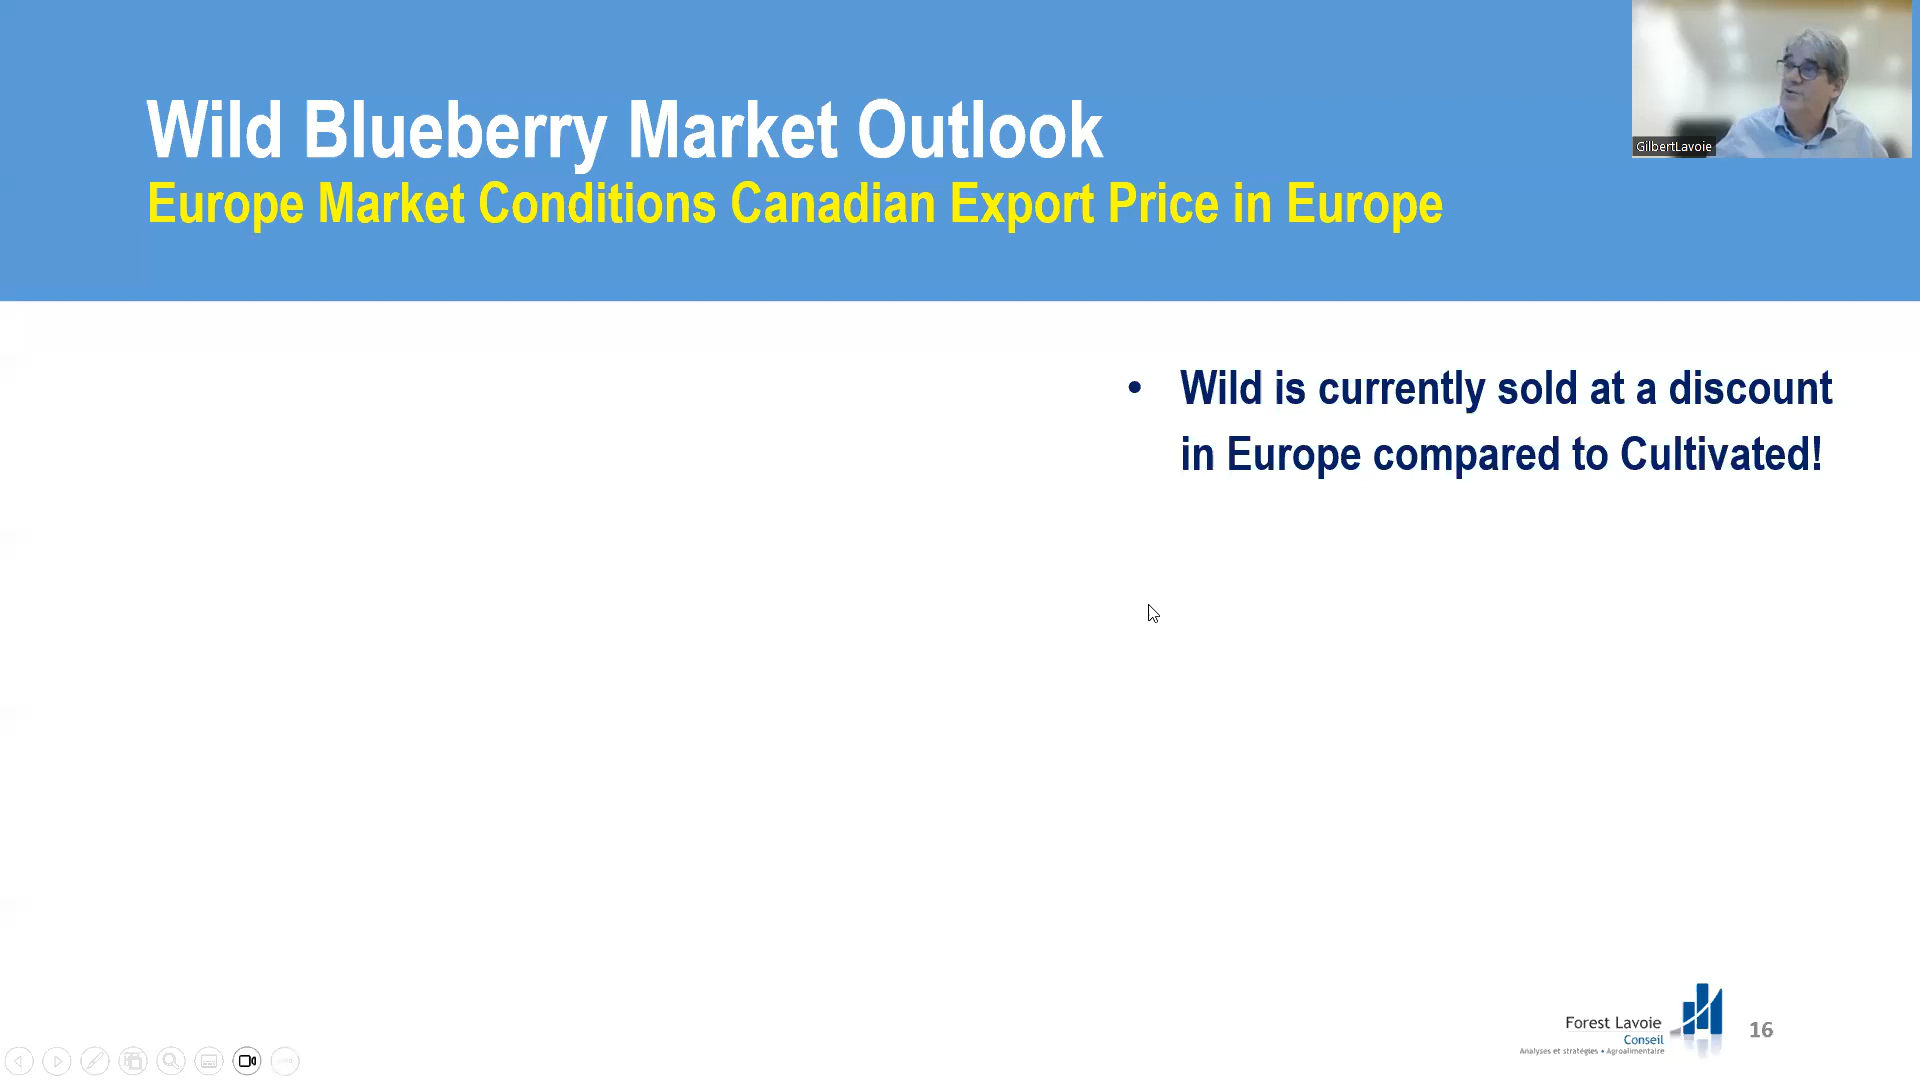 Wild Blueberry Market Outlook
Europe Market Conditions Canadian Export Price in Europe
GilbertLavoie
• Wild is currently sold at a discount
in Europe compared to Cultivated!
Forest Lavoie
Conseil
Analyses et stratégies • Agroalimentaire
16